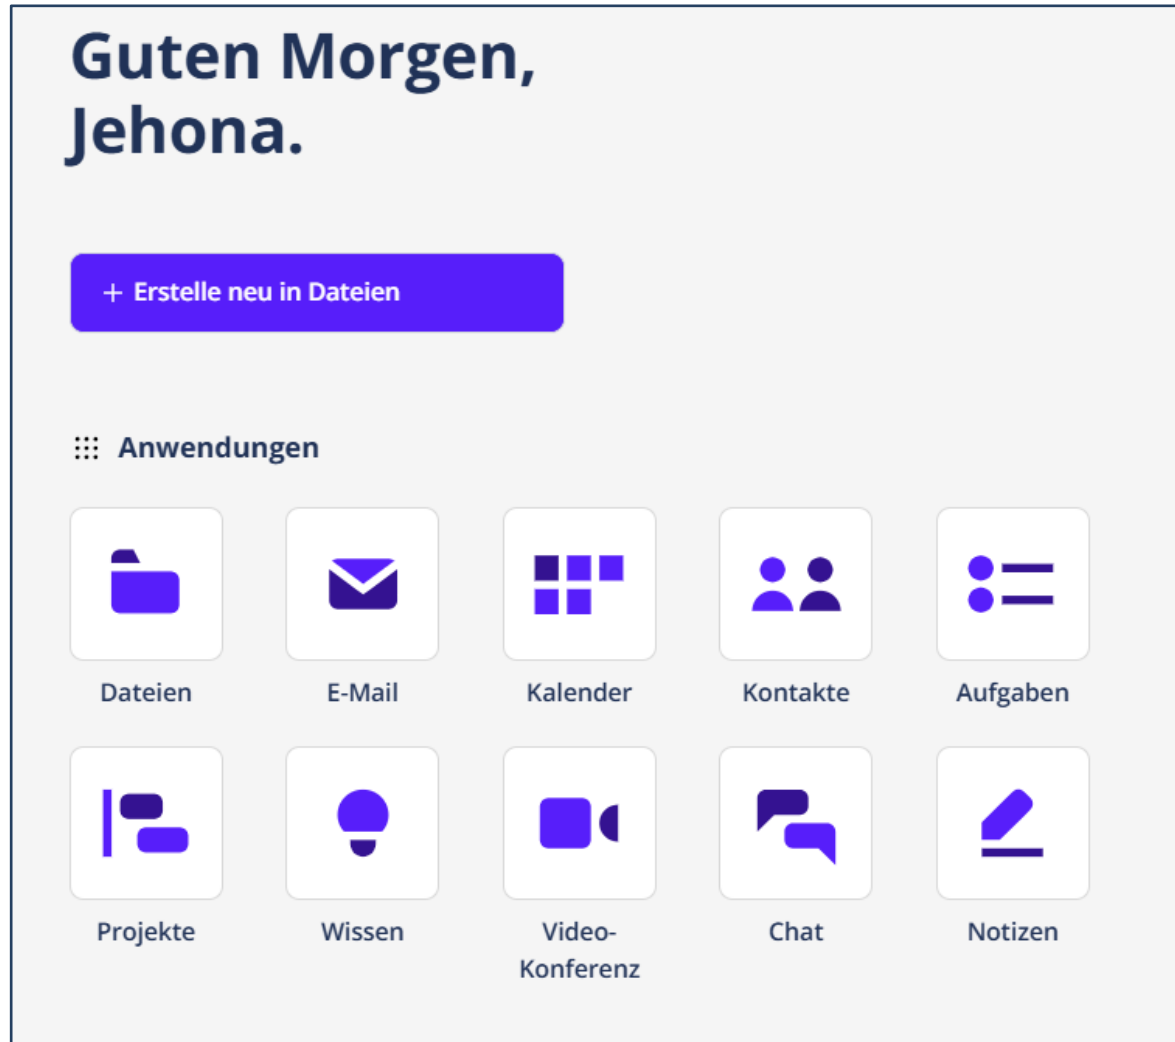 Guten Morgen,
Jehona.
+ Erstelle neu in Dateien
Anwendungen
Dateien
E-Mail
Kalender
Kontakte
Aufgaben
Projekte
Wissen
Video-
Konferenz
Chat
Notizen